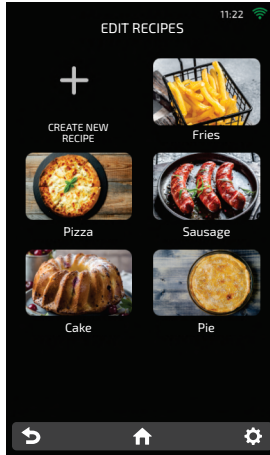 11:22
EDIT RECIPES
CREATE NEW
RECIPE
Fries
Pizza
Sausage
Cake
Pie